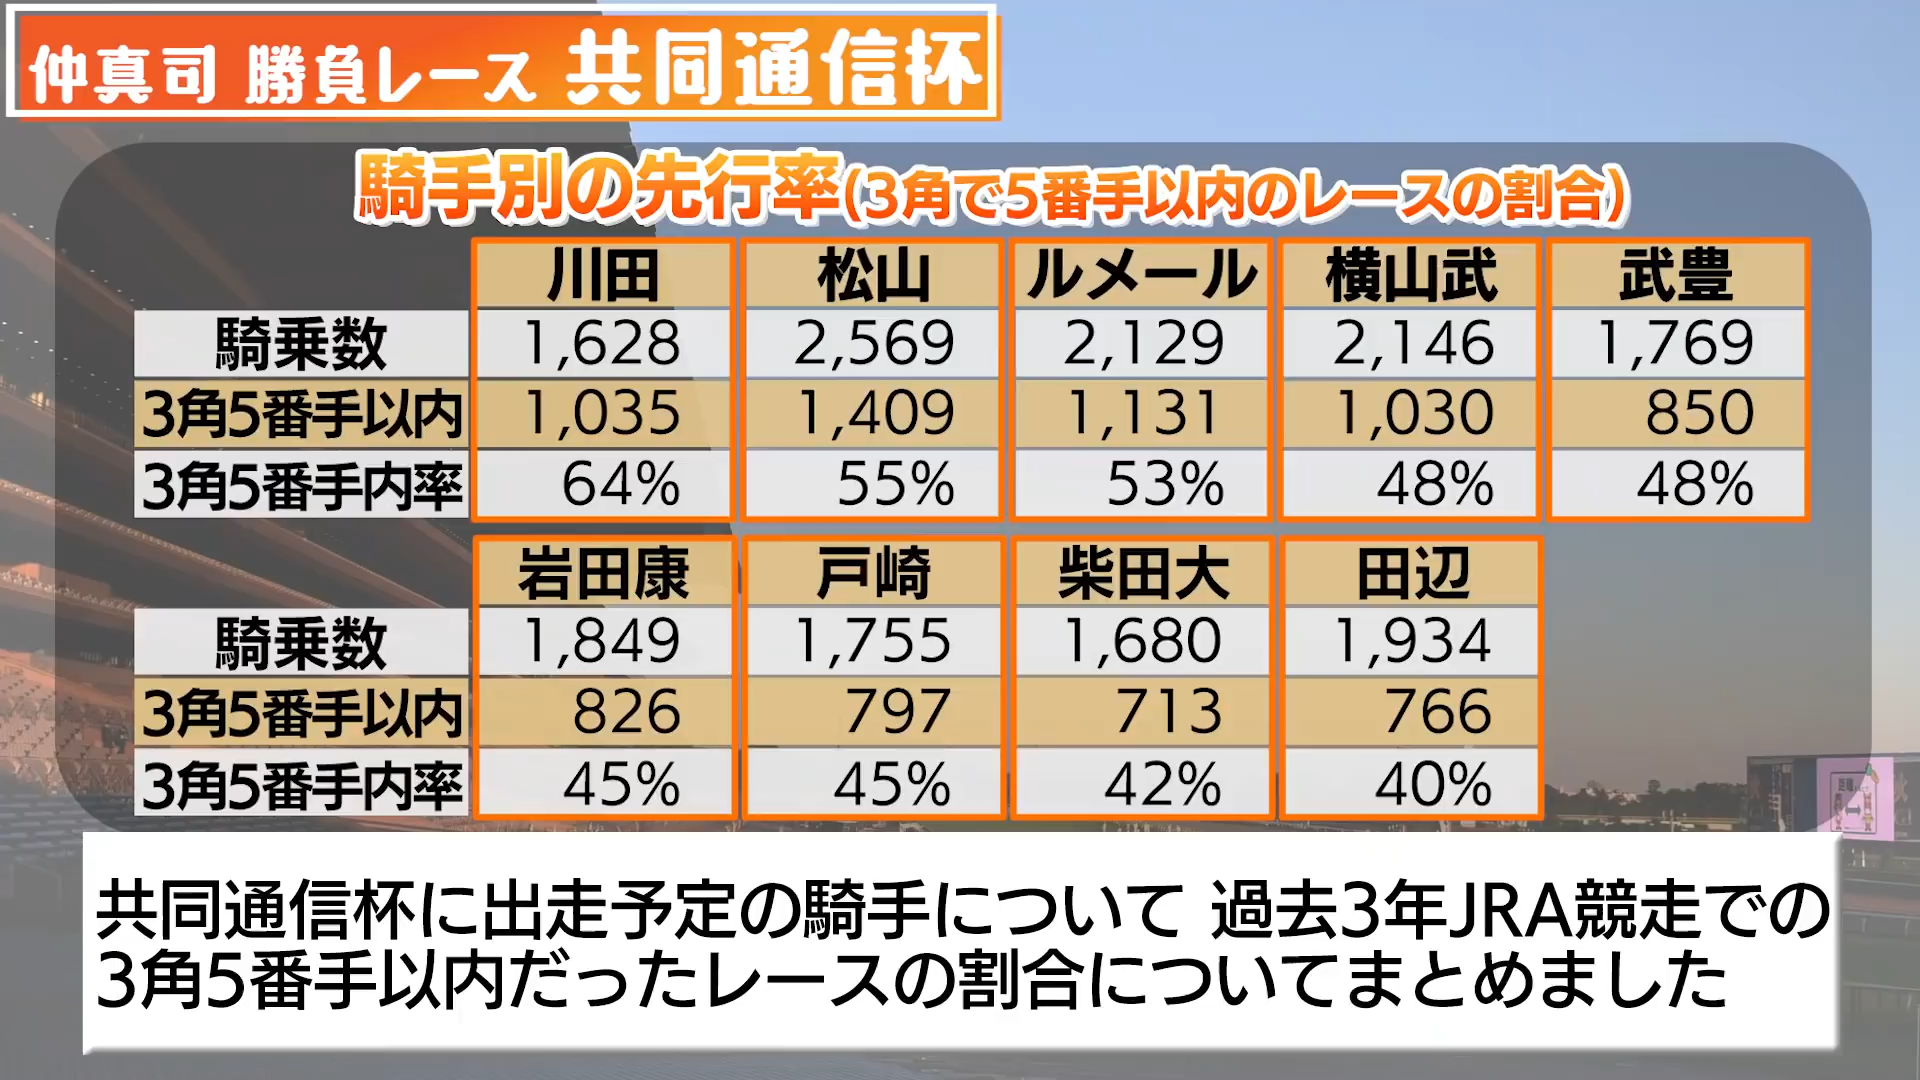 仲真司 勝負レース 共同通信杯
騎手別の先行率(3角で5番手以内のレースの割合)
川田 松山 ルメール 横山武 武豊
騎乗数 1,628 2,569 2,129 2,146 1,769
3角5番手以内 1,035 1,409 1,131 1,030 850
3角5番手内率 64% 55% 53% 48% 48%
岩田康 戸崎 柴田大 田辺
騎乗数 1,849 1,755 1,680 1,934
3角5番手以内 826 797 713 766
3角5番手内率 45% 45% 42% 40%
共同通信杯に出走予定の騎手について 過去3年JRA競走での
3角5番手以内だったレースの割合についてまとめました